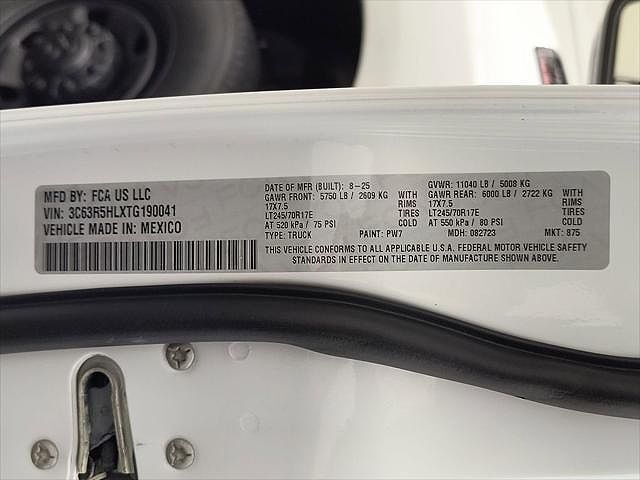 MFD BY: FCA US LLC
VIN: 3C63R5HLXTG190041
VEHICLE MADE IN: MEXICO
DATE OF MFR (BUILT): 8-25
GAWR FRONT: 5750 LB / 2609 KG WITH
17X7.5 RIMS
LT245/70R17E
AT 520 kPa / 75 PSI COLD
TYPE: TRUCK PAINT: PW7
GVWR: 11040 LB / 5008 KG
GAWR REAR: 6000 LB / 2722 KG WITH
17X7.5 RIMS
LT245/70R17E
AT 550 kPa / 80 PSI COLD
MDH: 082723 MKT: 875
THIS VEHICLE CONFORMS TO ALL APPLICABLE U.S.A. FEDERAL MOTOR VEHICLE SAFETY
STANDARDS IN EFFECT ON THE DATE OF MANUFACTURE SHOWN ABOVE.